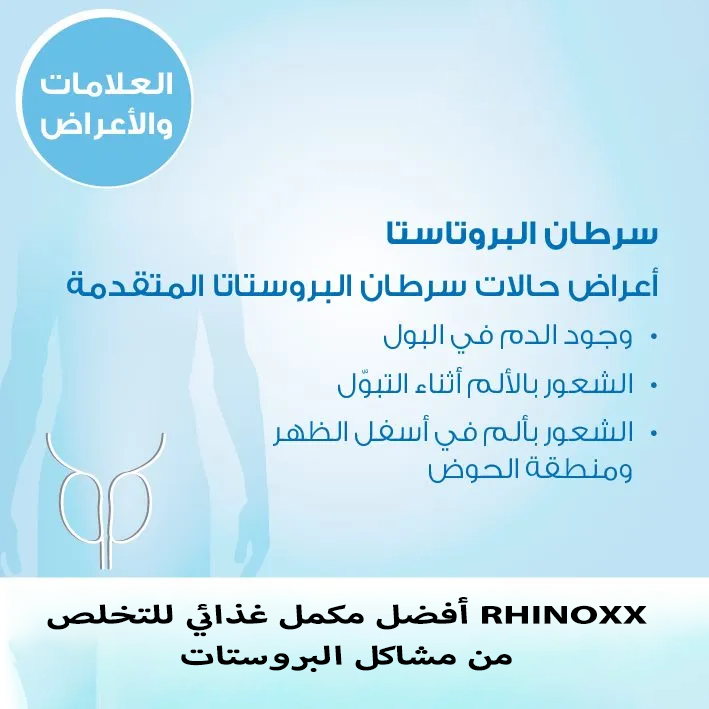 العلامات
والأعراض
سرطان البروتاستا
أعراض حالات سرطان البروستاتا المتقدمة
• وجود الدم في البول
• الشعور بالألم أثناء التبوّل
• الشعور بألم في أسفل الظهر
ومنطقة الحوض
RHINOXX أفضل مكمل غذائي للتخلص
من مشاكل البروستات